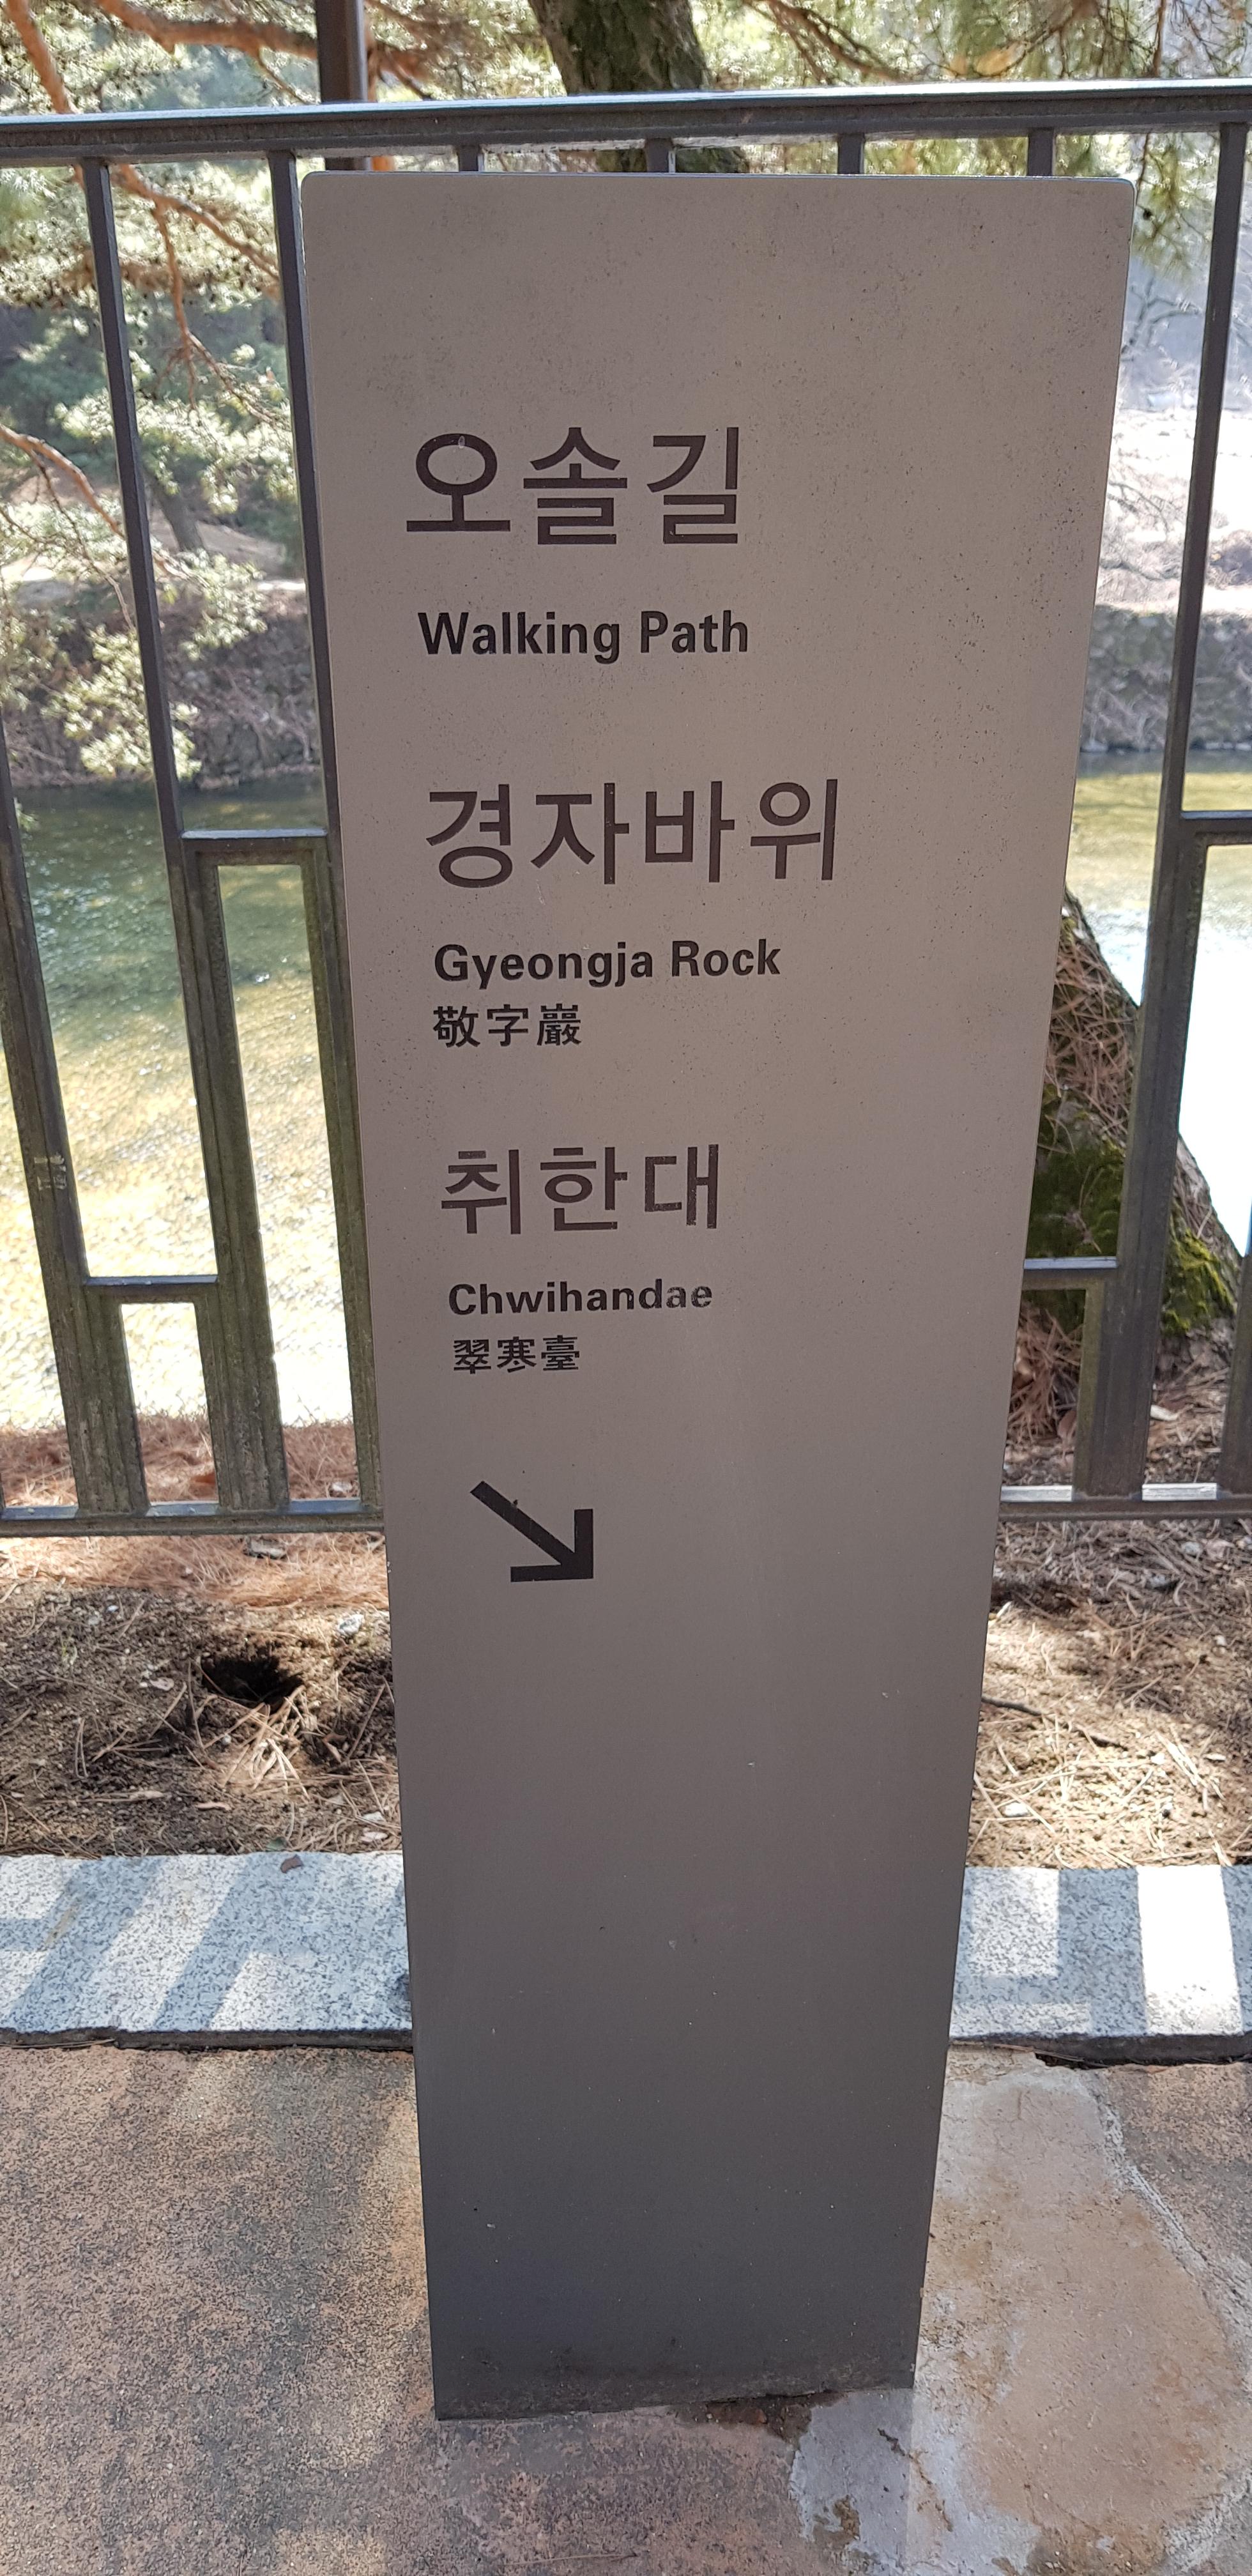 오솔길
Walking Path
경자바위
Gyeongja Rock
敬字巖
취한대
Chwihandae
翠寒臺